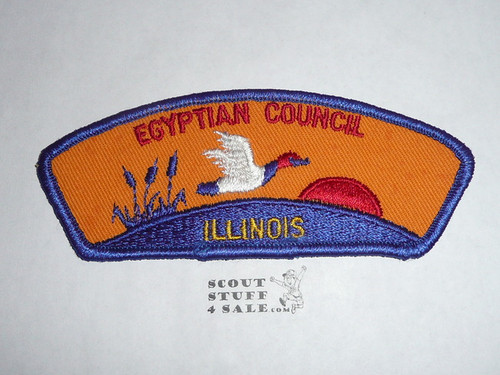 EGYPTIAN COUNCIL
ILLINOIS
SCOUT
STUFF
4 SALE.COM